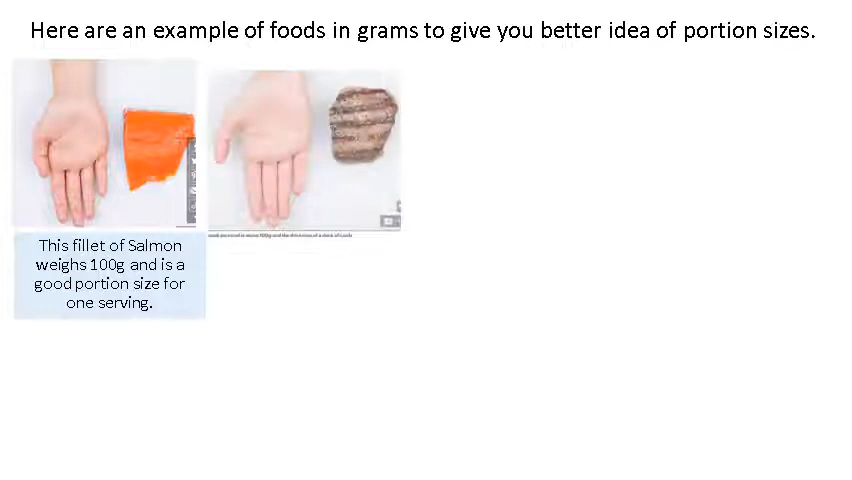 Here are an example of foods in grams to give you better idea of portion sizes.
This fillet of Salmon
weighs 100g and is a
good portion size for
one serving.